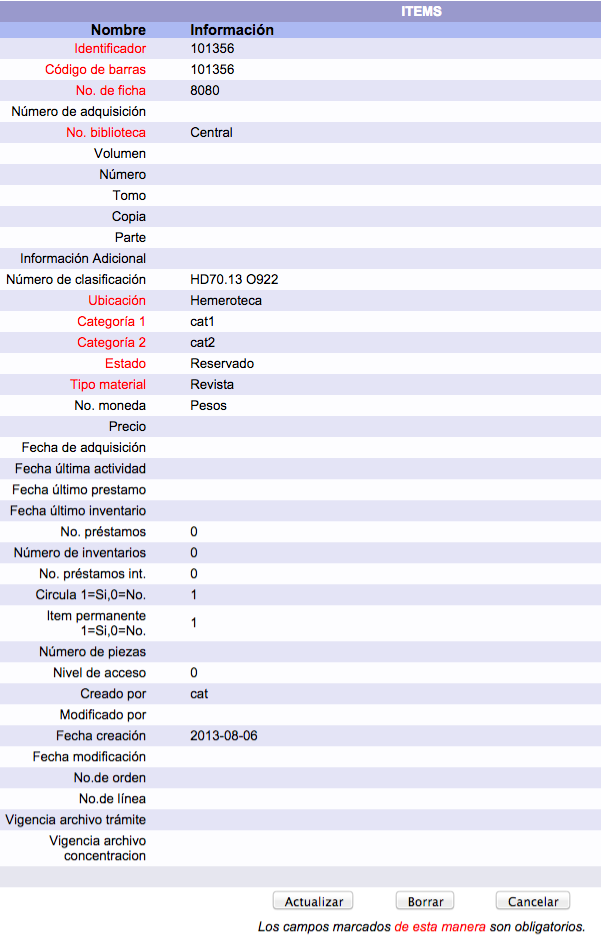 ITEMS
Nombre Información
Identificador 101356
Código de barras 101356
No. de ficha 8080
Número de adquisición
No. biblioteca Central
Volumen
Número
Tomo
Copia
Parte
Información Adicional
Número de clasificación HD70.13 O922
Ubicación Hemeroteca
Categoría 1 cat1
Categoría 2 cat2
Estado Reservado
Tipo material Revista
No. moneda Pesos
Precio
Fecha de adquisición
Fecha última actividad
Fecha último prestamo
Fecha último inventario
No. préstamos 0
Número de inventarios 0
No. préstamos int. 0
Circula 1=Si,0=No. 1
Item permanente
1=Si,0=No. 1
Número de piezas
Nivel de acceso 0
Creado por cat
Modificado por
Fecha creación 2013-08-06
Fecha modificación
No.de orden
No.de línea
Vigencia archivo trámite
Vigencia archivo
concentracion
Actualizar Borrar Cancelar
Los campos marcados de esta manera son obligatorios.